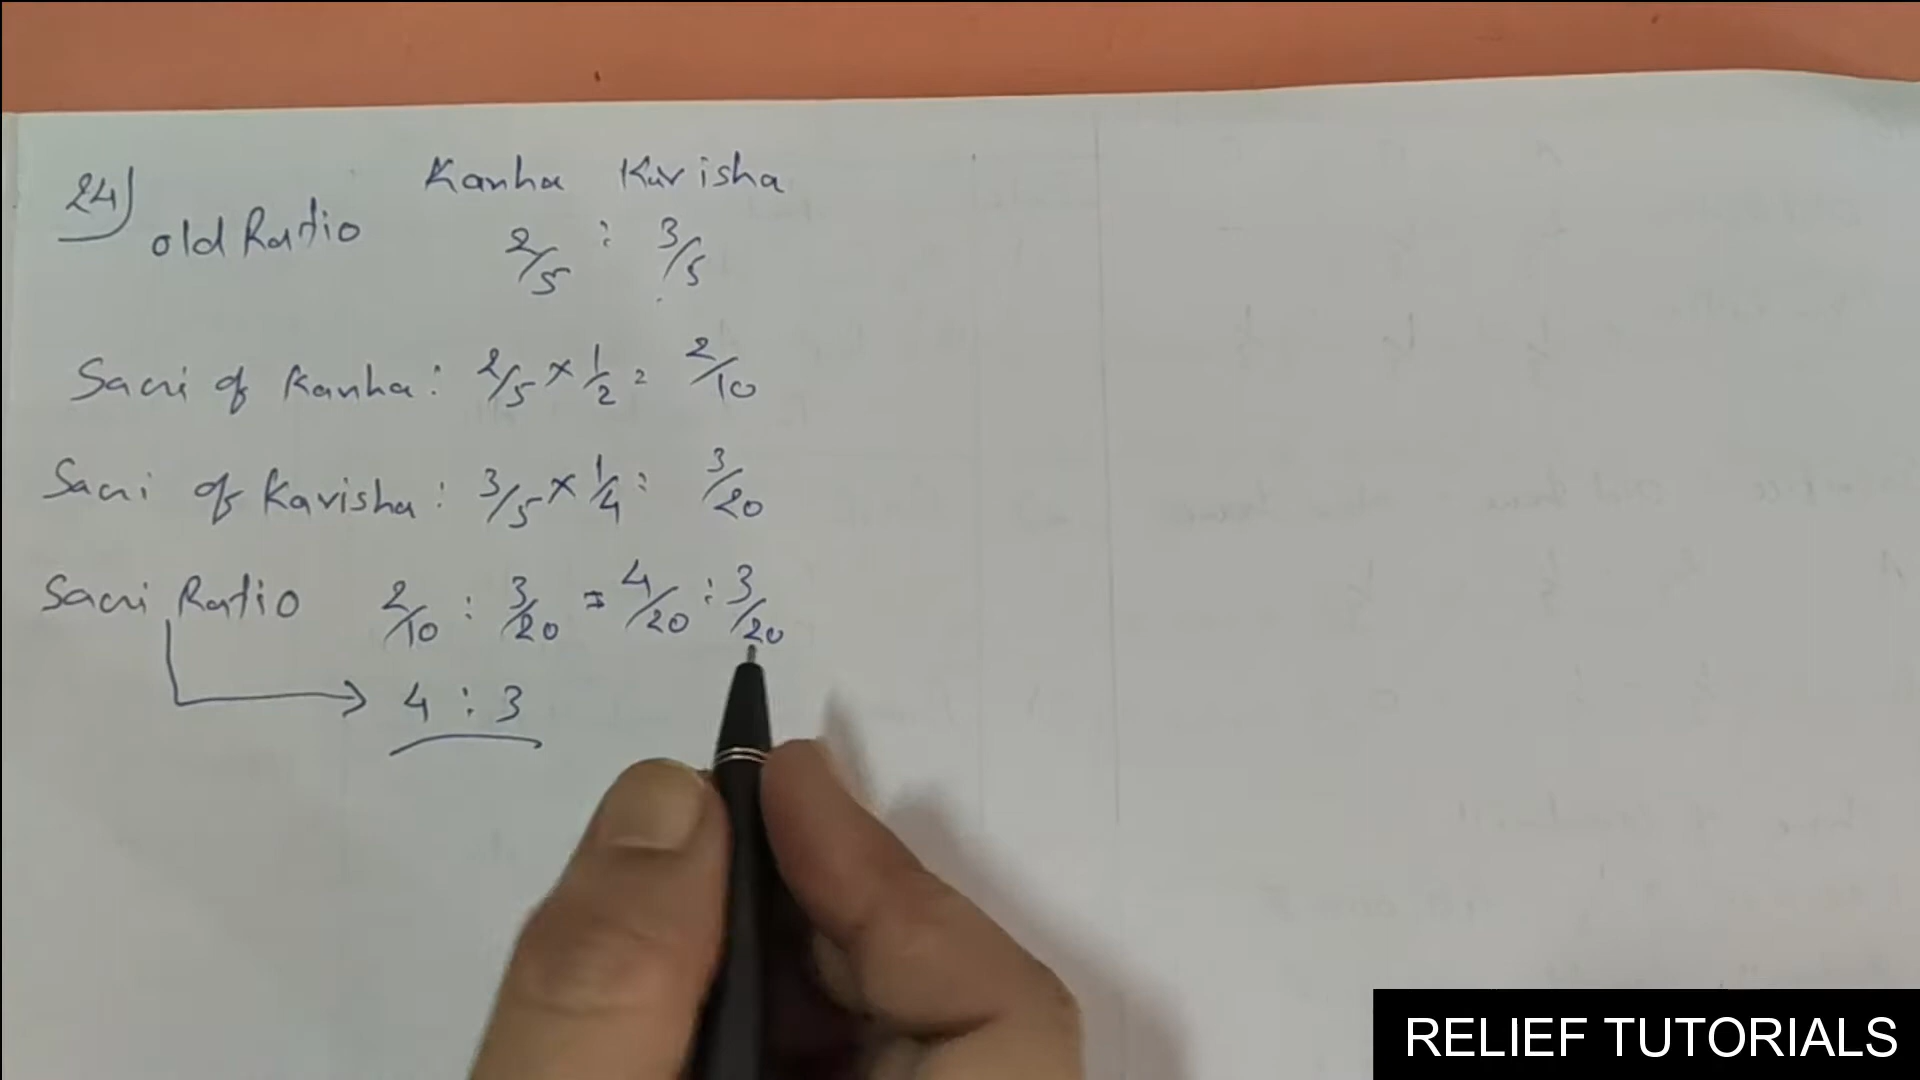 24)
Kanha Kavisha
old Ratio 2/5 : 3/5
Sacri of Kanha : 2/5 × 1/2 = 2/10
Sacri of Kavisha : 3/5 × 1/4 = 3/20
Sacri Ratio 2/10 : 3/20 = 4/20 : 3/20
4 : 3
RELIEF TUTORIALS